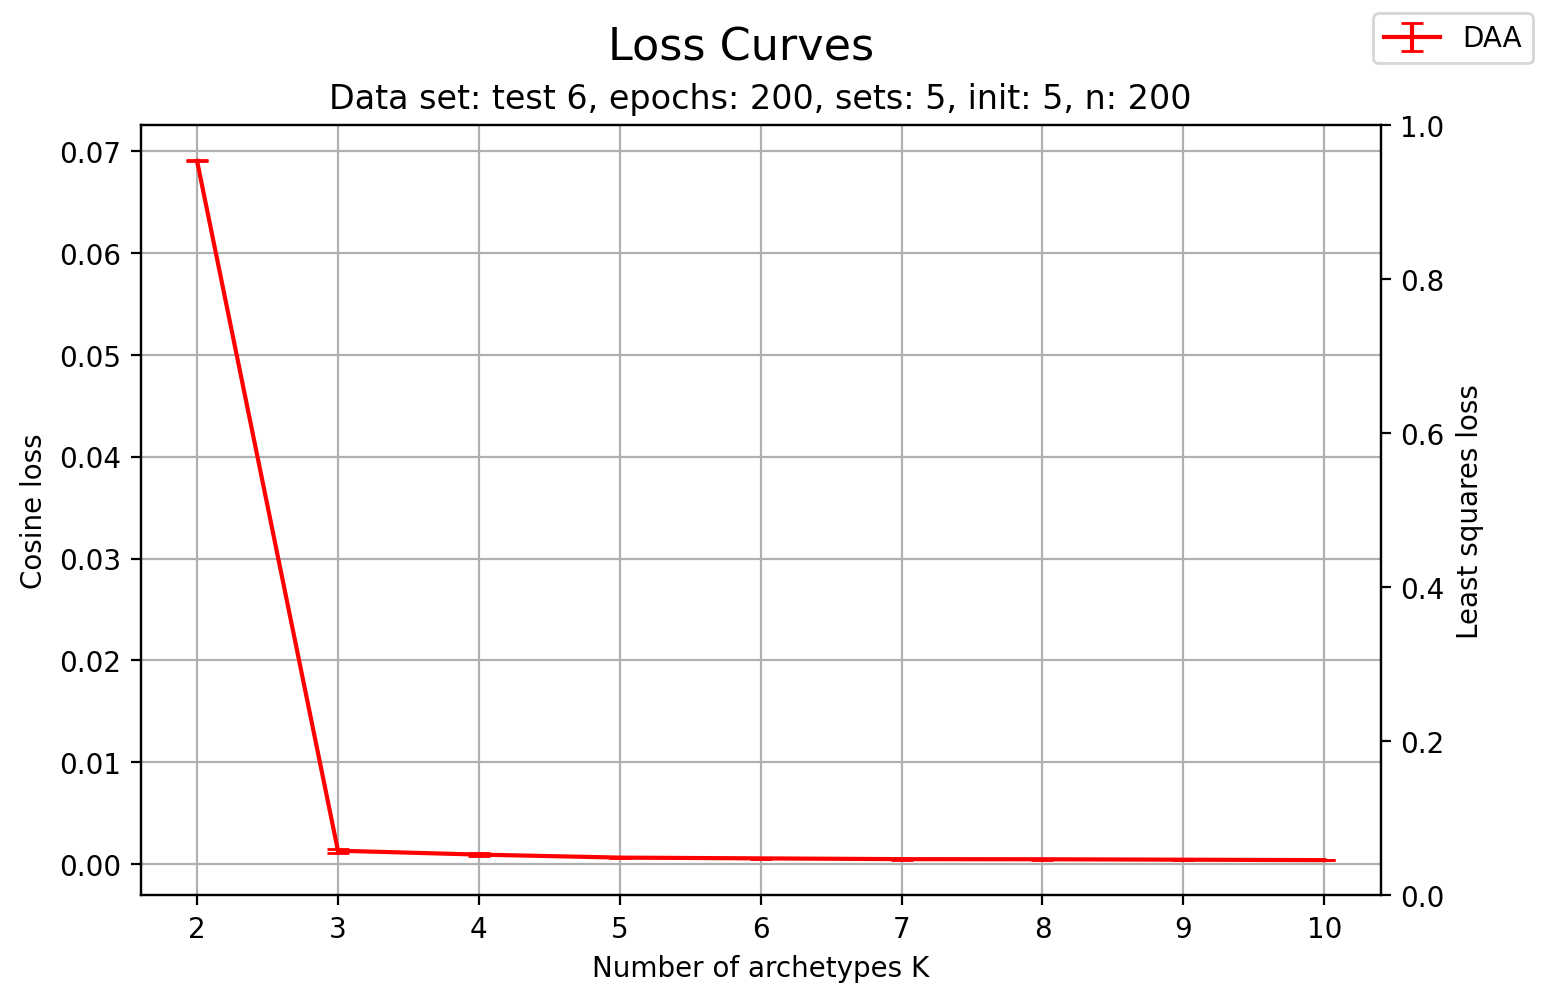 Loss Curves
DAA
Data set: test 6, epochs: 200, sets: 5, init: 5, n: 200
Cosine loss
0.07
0.06
0.05
0.04
0.03
0.02
0.01
0.00
1.0
0.8
0.6
0.4
0.2
0.0
Least squares loss
2 3 4 5 6 7 8 9 10
Number of archetypes K